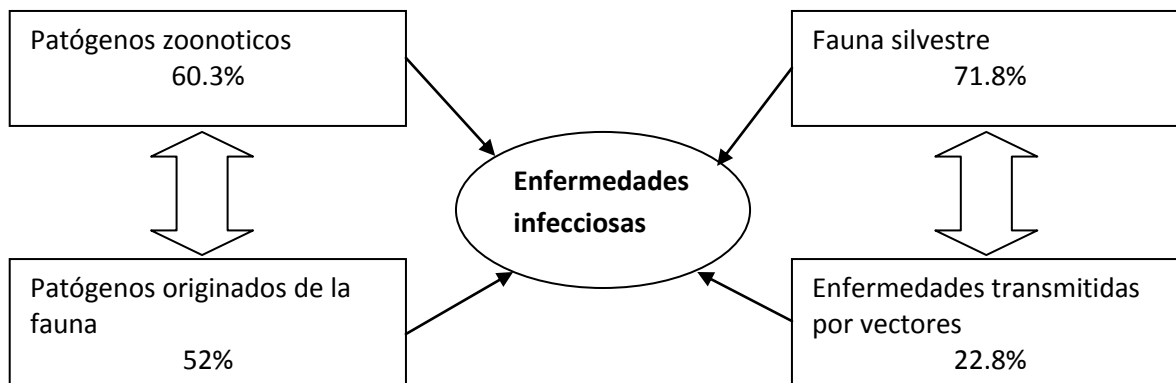 Patógenos zoonoticos
60.3%
Fauna silvestre
71.8%
Enfermedades
infecciosas
Patógenos originados de la
fauna
52%
Enfermedades transmitidas
por vectores
22.8%